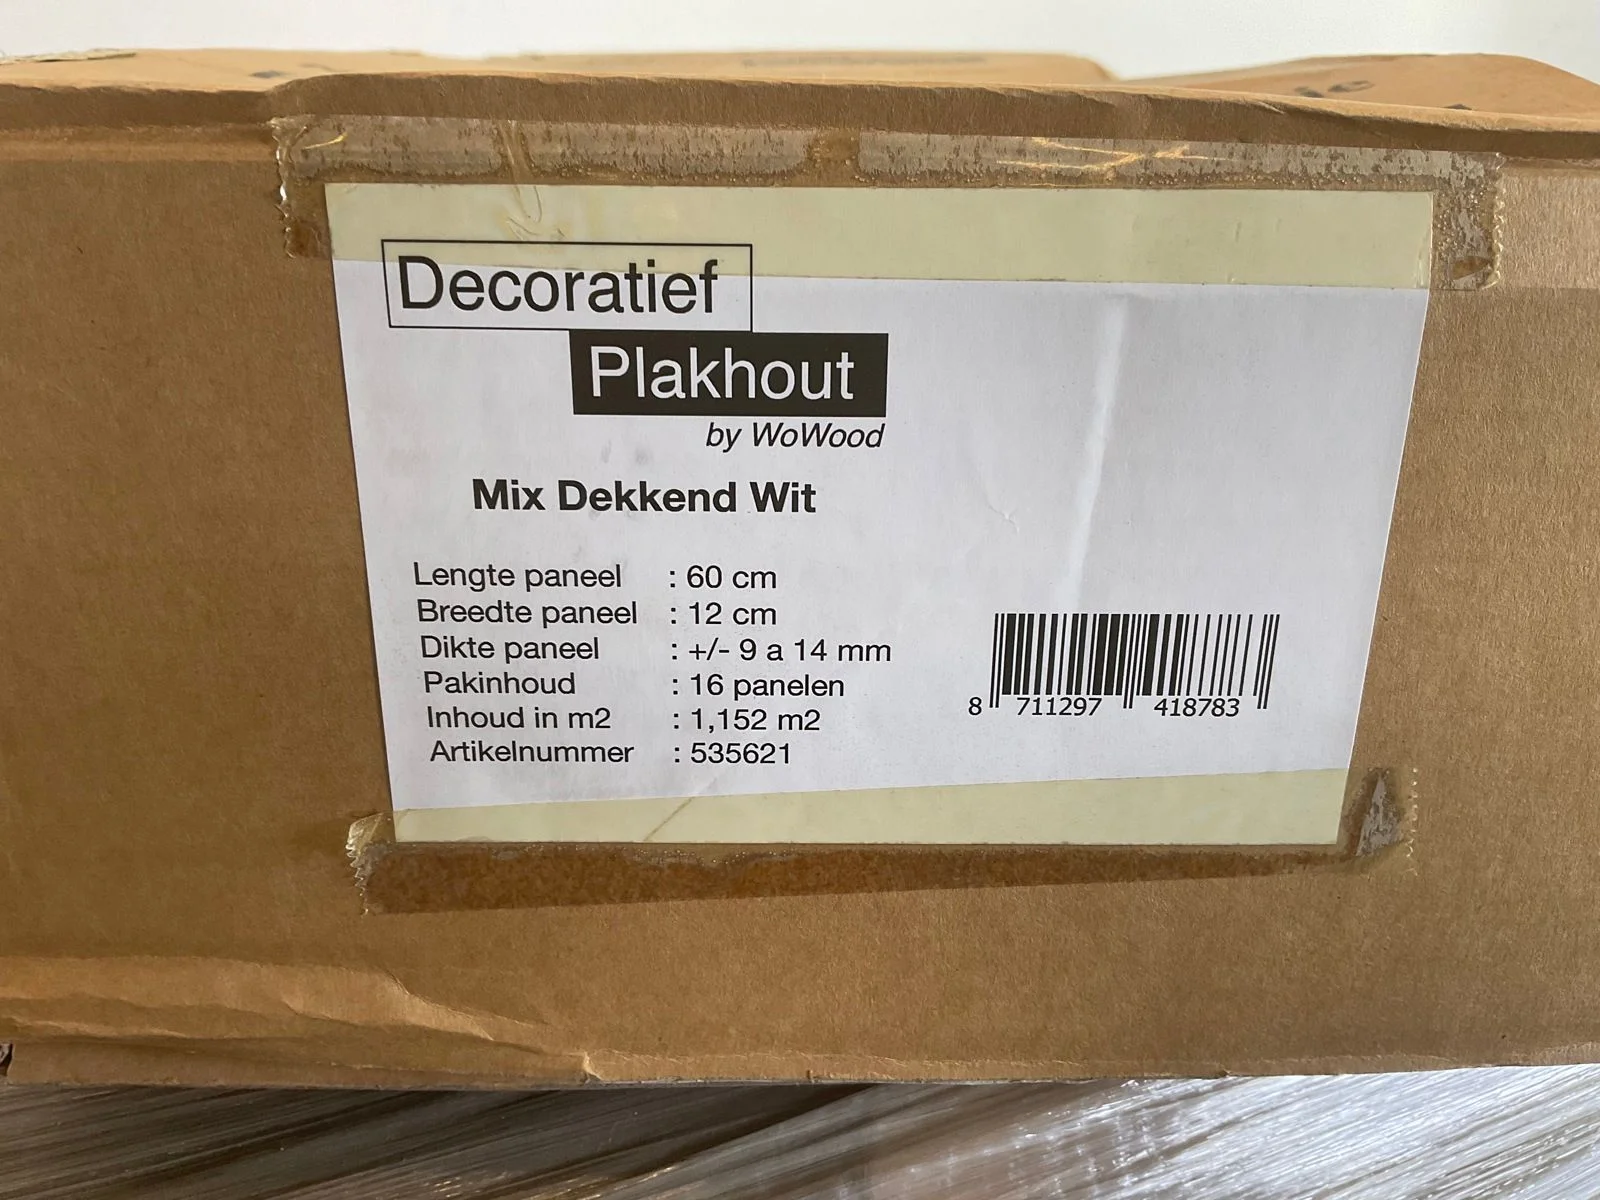 Decoratief
Plakhout
by WoWood
Mix Dekkend Wit
Lengte paneel : 60 cm
Breedte paneel : 12 cm
Dikte paneel : +/- 9 a 14 mm
Pakinhoud : 16 panelen
Inhoud in m2 : 1,152 m2
Artikelnummer : 535621
8 711297 418783